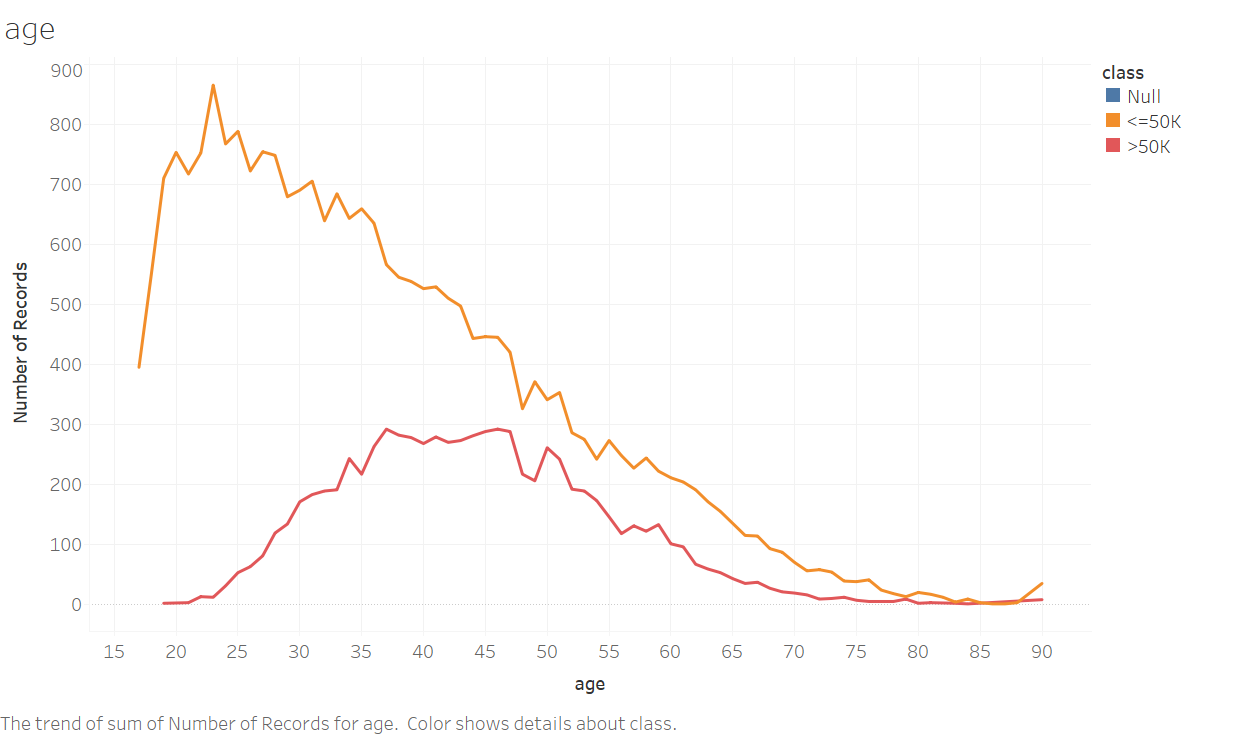 age
900
800
700
600
500
400
300
200
100
0
Number of Records
15 20 25 30 35 40 45 50 55 60 65 70 75 80 85 90
age
class
Null
<=50K
>50K
The trend of sum of Number of Records for age. Color shows details about class.